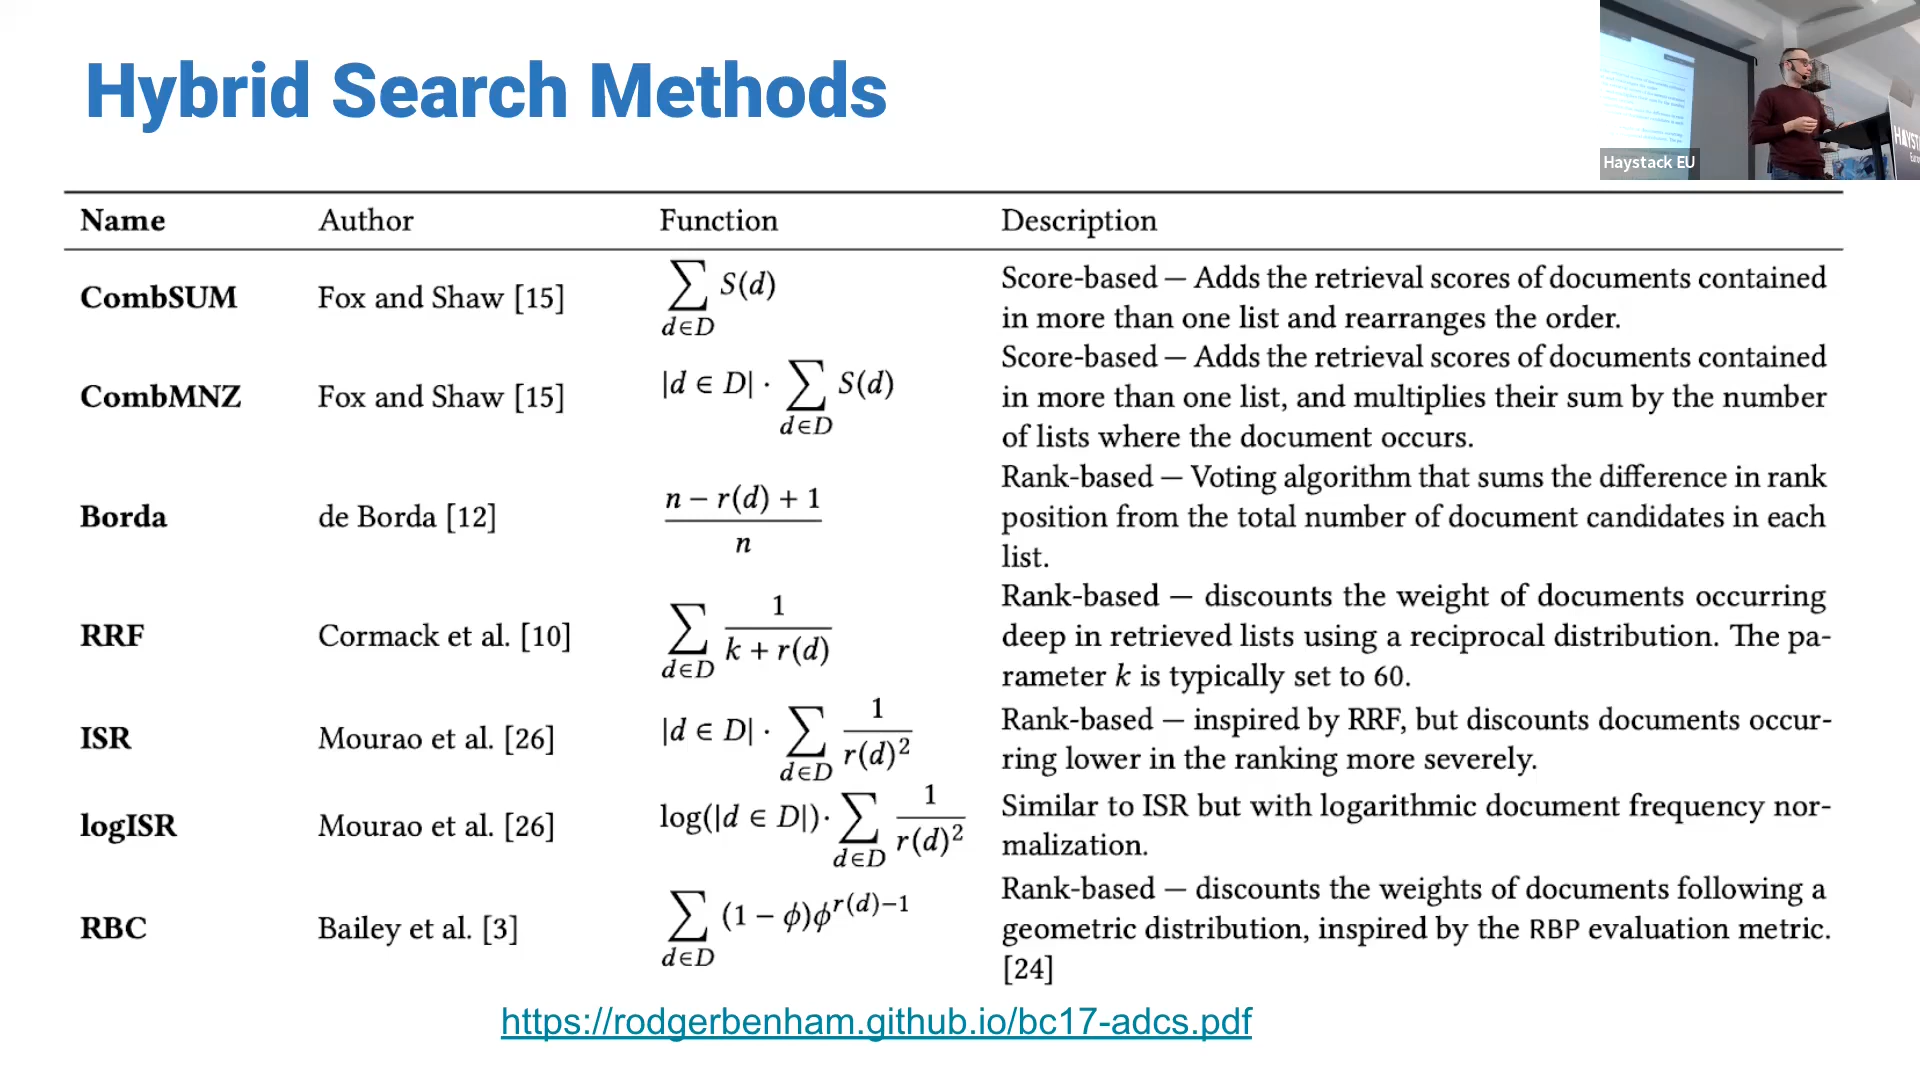 Hybrid Search Methods
Haystack EU
HAYST
Name Author Function Description
CombSUM Fox and Shaw [15] ∑_{d∈D} S(d) Score-based — Adds the retrieval scores of documents contained
in more than one list and rearranges the order.
CombMNZ Fox and Shaw [15] |d ∈ D| · ∑_{d∈D} S(d) Score-based — Adds the retrieval scores of documents contained
in more than one list, and multiplies their sum by the number
of lists where the document occurs.
Borda de Borda [12] (n − r(d) + 1) / n Rank-based — Voting algorithm that sums the difference in rank
position from the total number of document candidates in each
list.
RRF Cormack et al. [10] ∑_{d∈D} 1 / (k + r(d)) Rank-based — discounts the weight of documents occurring
deep in retrieved lists using a reciprocal distribution. The pa-
rameter k is typically set to 60.
ISR Mourao et al. [26] |d ∈ D| · ∑_{d∈D} 1 / r(d)² Rank-based — inspired by RRF, but discounts documents occur-
ring lower in the ranking more severely.
logISR Mourao et al. [26] log(|d ∈ D|) · ∑_{d∈D} 1 / r(d)² Similar to ISR but with logarithmic document frequency nor-
malization.
RBC Bailey et al. [3] ∑_{d∈D} (1 − ϕ)ϕ^{r(d)−1} Rank-based — discounts the weights of documents following a
geometric distribution, inspired by the RBP evaluation metric.
[24]
https://rodgerbenham.github.io/bc17-adcs.pdf